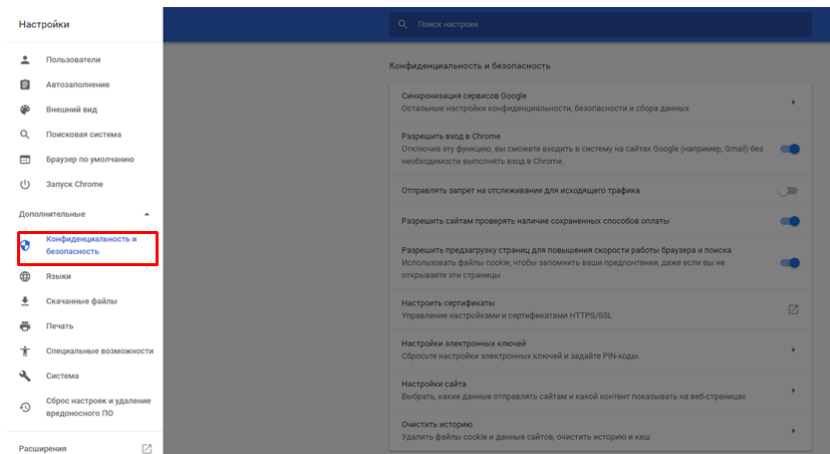 Настройки
Поиск настроек
Пользователи
Автозаполнение
Внешний вид
Поисковая система
Браузер по умолчанию
Запуск Chrome
Дополнительные
Конфиденциальность и
безопасность
Языки
Скачанные файлы
Печать
Специальные возможности
Система
Сброс настроек и удаление
вредоносного ПО
Расширения
Конфиденциальность и безопасность
Синхронизация сервисов Google
Остальные настройки конфиденциальности, безопасности и сбора данных
Разрешить вход в Chrome
Отключив эту функцию, вы сможете входить в систему на сайтах Google (например, Gmail) без
необходимости выполнять вход в Chrome.
Отправлять запрет на отслеживание для исходящего трафика
Разрешить сайтам проверять наличие сохраненных способов оплаты
Разрешить предзагрузку страниц для повышения скорости работы браузера и поиска
Использовать файлы cookie, чтобы запомнить ваши предпочтения, даже если вы не
открываете эти страницы
Настроить сертификаты
Управление настройками и сертификатами HTTPS/SSL
Настройки электронных ключей
Сбросьте настройки электронных ключей и задайте PIN-коды.
Настройки сайта
Выбрать, какие данные отправлять сайтам и какой контент показывать на веб-страницах
Очистить историю
Удалить файлы cookie и данные сайтов, очистить историю и кеш